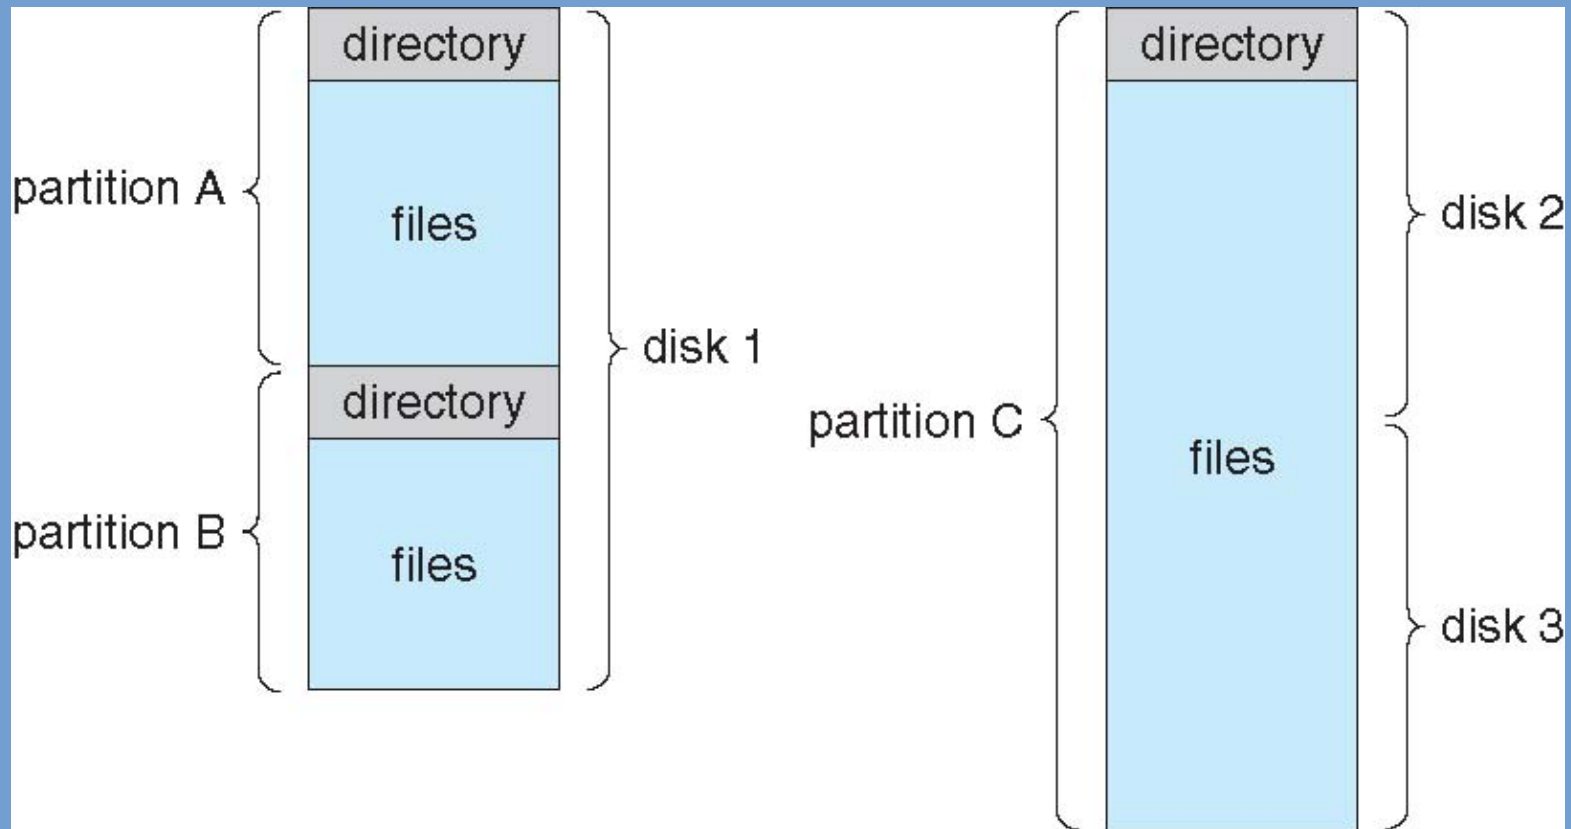 directory
partition A
files
disk 1
directory
partition B
files
directory
disk 2
partition C
files
disk 3